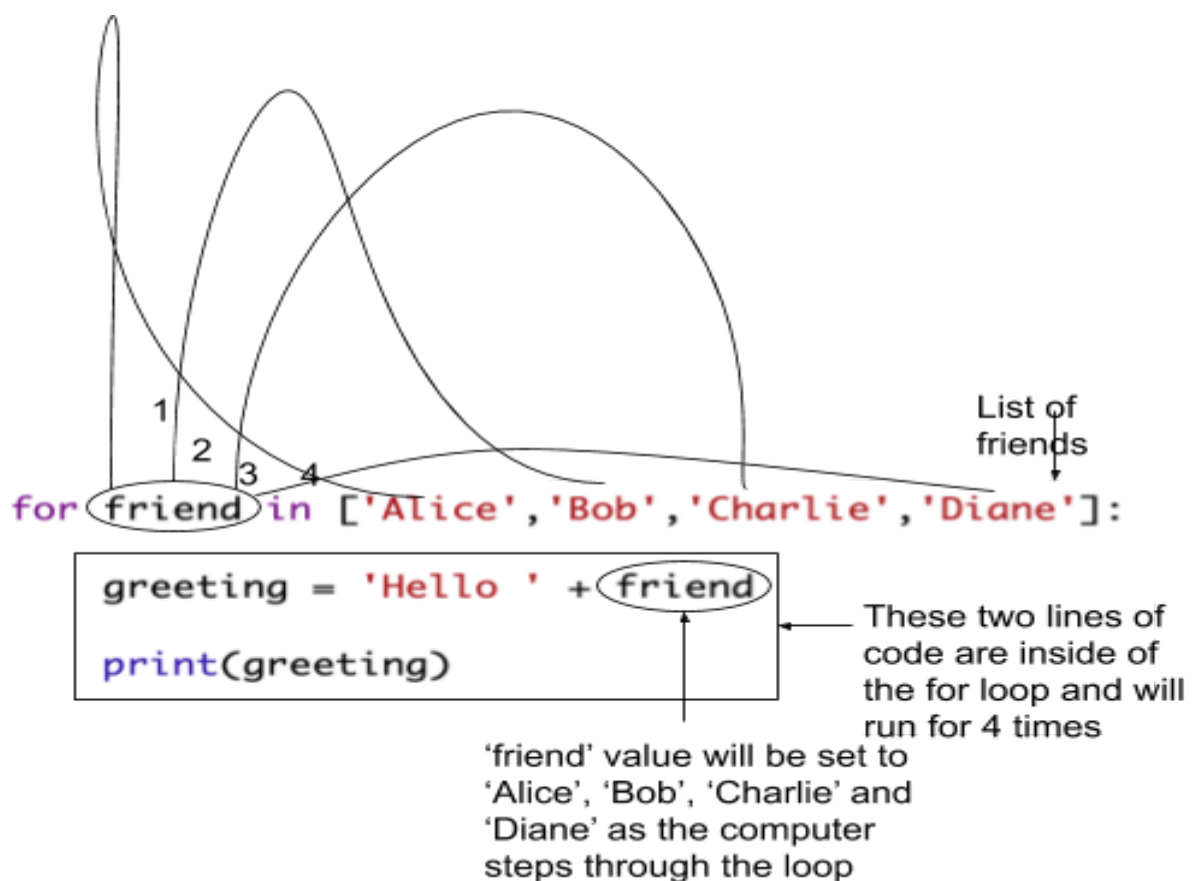 1
2
3
4
List of
friends
for friend in ['Alice','Bob','Charlie','Diane']:
greeting = 'Hello ' + friend
print(greeting)
These two lines of
code are inside of
the for loop and will
run for 4 times
‘friend’ value will be set to
‘Alice’, ‘Bob’, ‘Charlie’ and
‘Diane’ as the computer
steps through the loop